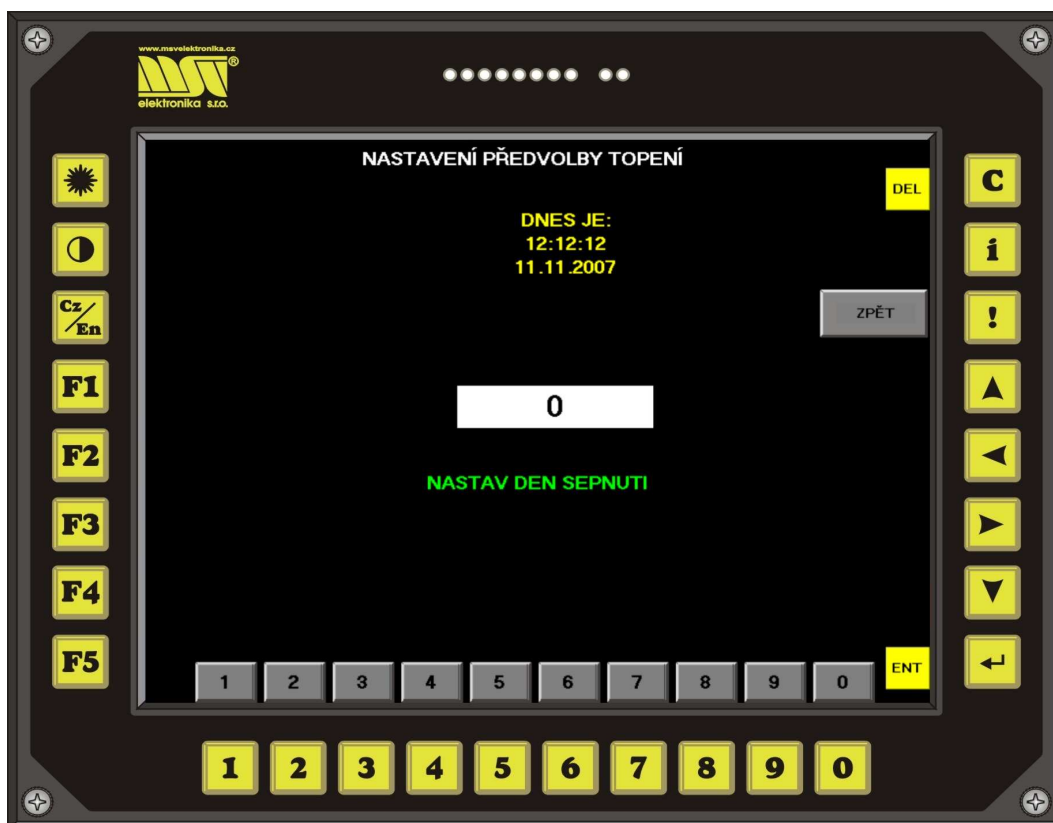 www.msvelektronika.cz
msv®
elektronika s.r.o.
NASTAVENÍ PŘEDVOLBY TOPENÍ
DEL
C
DNES JE:
12:12:12
11.11.2007
i
Cz/En
ZPĚT
!
F1
0
F2
NASTAV DEN SEPNUTI
F3
F4
F5
1 2 3 4 5 6 7 8 9 0
ENT
1 2 3 4 5 6 7 8 9 0